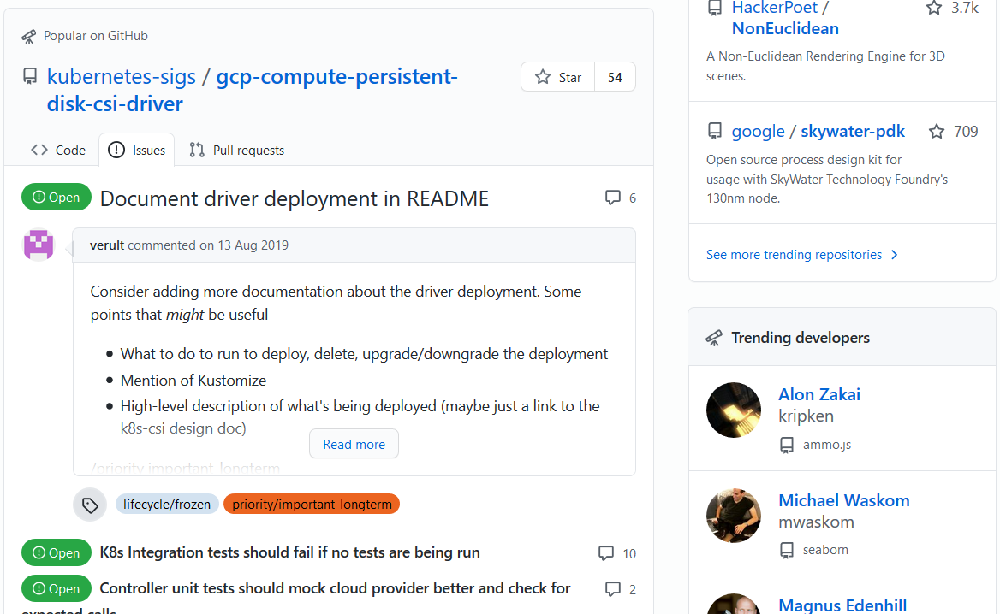 Popular on GitHub
kubernetes-sigs / gcp-compute-persistent-
disk-csi-driver
Star 54
Code Issues Pull requests
Open Document driver deployment in README 6
verult commented on 13 Aug 2019
Consider adding more documentation about the driver deployment. Some
points that might be useful
What to do to run to deploy, delete, upgrade/downgrade the deployment
Mention of Kustomize
High-level description of what's being deployed (maybe just a link to the
k8s-csi design doc)
Read more
/priority important-longterm
lifecycle/frozen priority/important-longterm
Open K8s Integration tests should fail if no tests are being run 10
Open Controller unit tests should mock cloud provider better and check for 2
expected calls
HackerPoet / 3.7k
NonEuclidean
A Non-Euclidean Rendering Engine for 3D
scenes.
google / skywater-pdk 709
Open source process design kit for
usage with SkyWater Technology Foundry's
130nm node.
See more trending repositories
Trending developers
Alon Zakai
kripken
ammo.js
Michael Waskom
mwaskom
seaborn
Magnus Edenhill